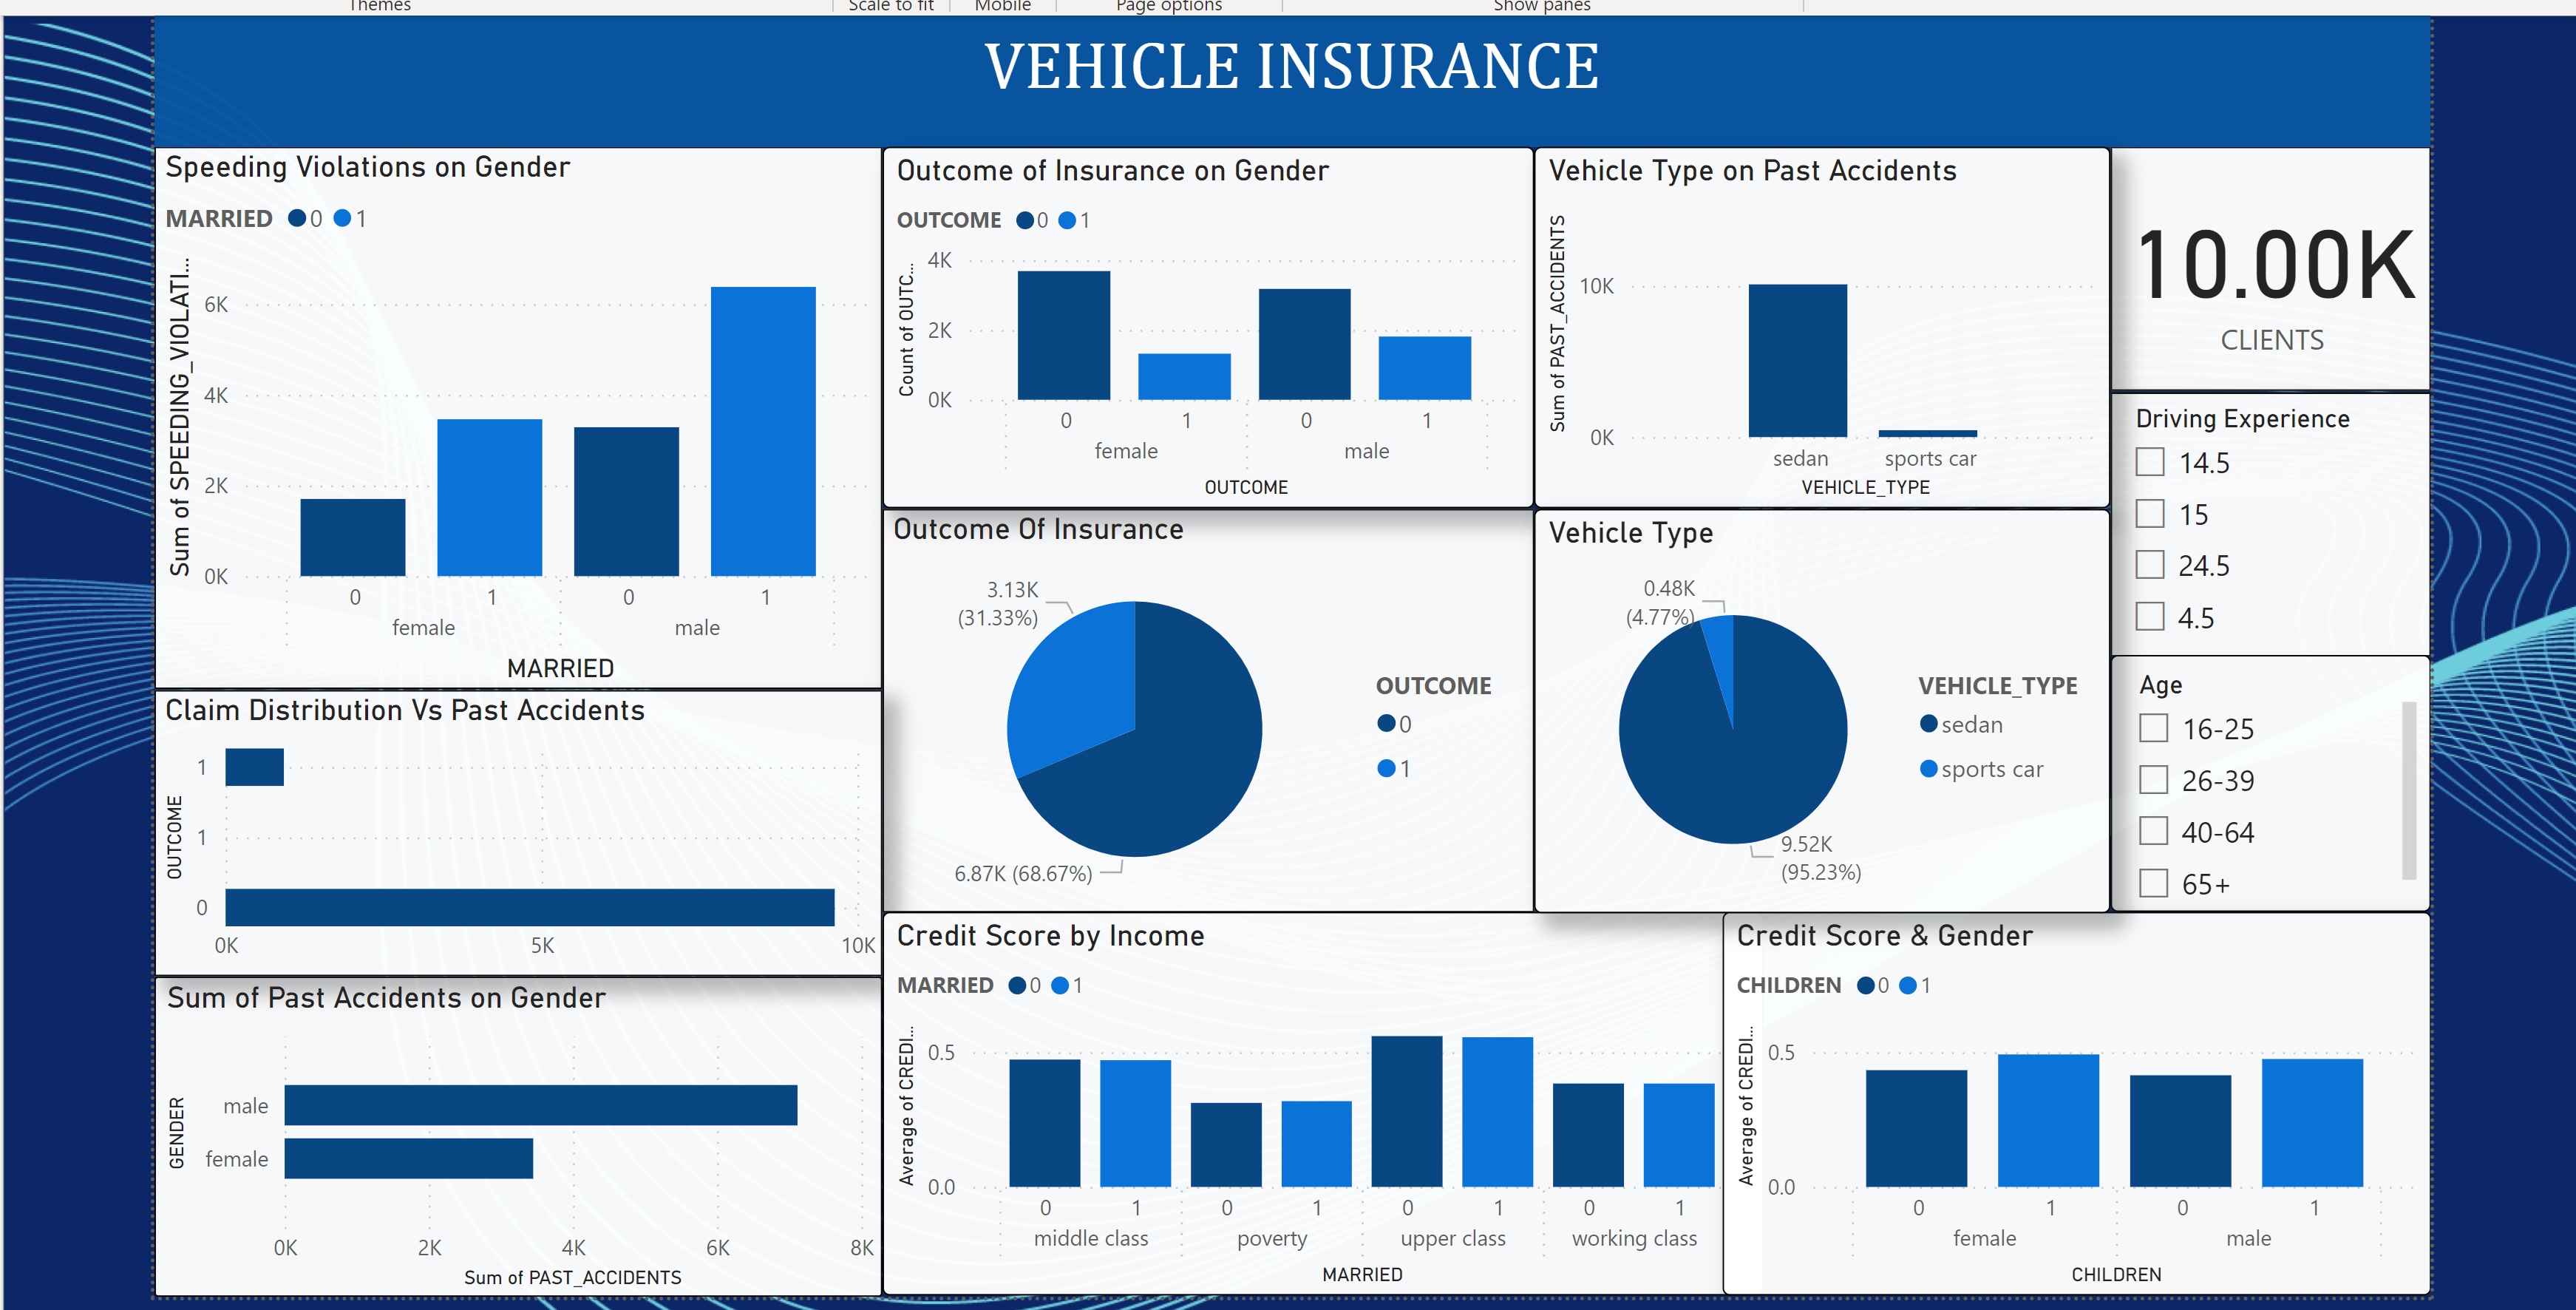 Themes Scale to fit Mobile Page options Show panes
VEHICLE INSURANCE
Speeding Violations on Gender
MARRIED 0 1
Sum of SPEEDING_VIOLATI...
6K
4K
2K
0K
0 1 0 1
female male
MARRIED
Outcome of Insurance on Gender
OUTCOME 0 1
Count of OUTC...
4K
2K
0K
0 1 0 1
female male
OUTCOME
Vehicle Type on Past Accidents
Sum of PAST_ACCIDENTS
10K
0K
sedan sports car
VEHICLE_TYPE
10.00K
CLIENTS
Driving Experience
14.5
15
24.5
4.5
Outcome Of Insurance
3.13K
(31.33%)
6.87K (68.67%)
OUTCOME
0
1
Vehicle Type
0.48K
(4.77%)
9.52K
(95.23%)
VEHICLE_TYPE
sedan
sports car
Age
16-25
26-39
40-64
65+
Claim Distribution Vs Past Accidents
OUTCOME
1
1
0
0K 5K 10K
Sum of Past Accidents on Gender
GENDER
male
female
0K 2K 4K 6K 8K
Sum of PAST_ACCIDENTS
Credit Score by Income
MARRIED 0 1
Average of CREDI...
0.5
0.0
0 1 0 1 0 1 0 1
middle class poverty upper class working class
MARRIED
Credit Score & Gender
CHILDREN 0 1
Average of CREDI...
0.5
0.0
0 1 0 1
female male
CHILDREN